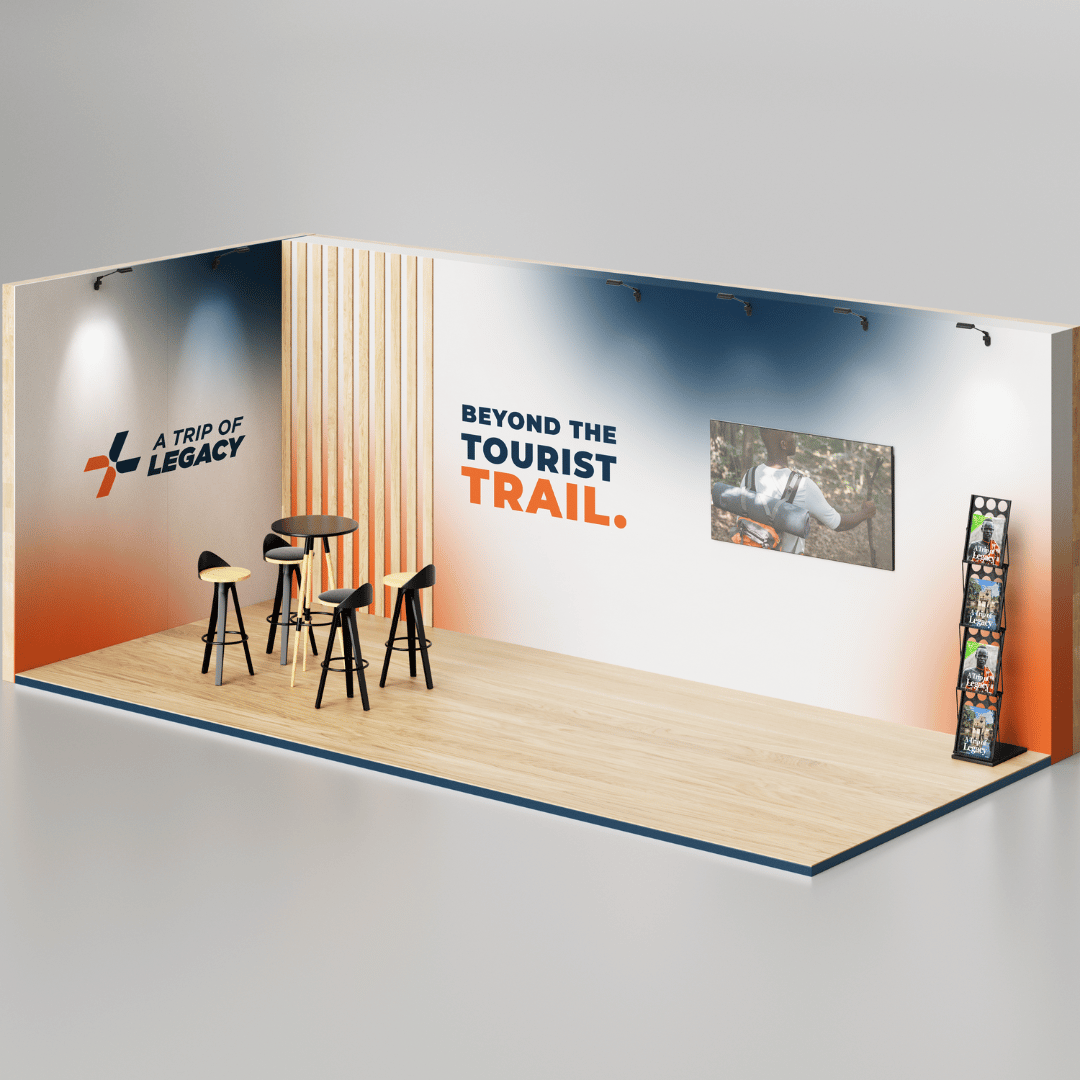 A TRIP OF
LEGACY
BEYOND THE
TOURIST
TRAIL.
A Trip of
Legacy
A Trip of
Legacy
A Trip of
Legacy
A Trip of
Legacy